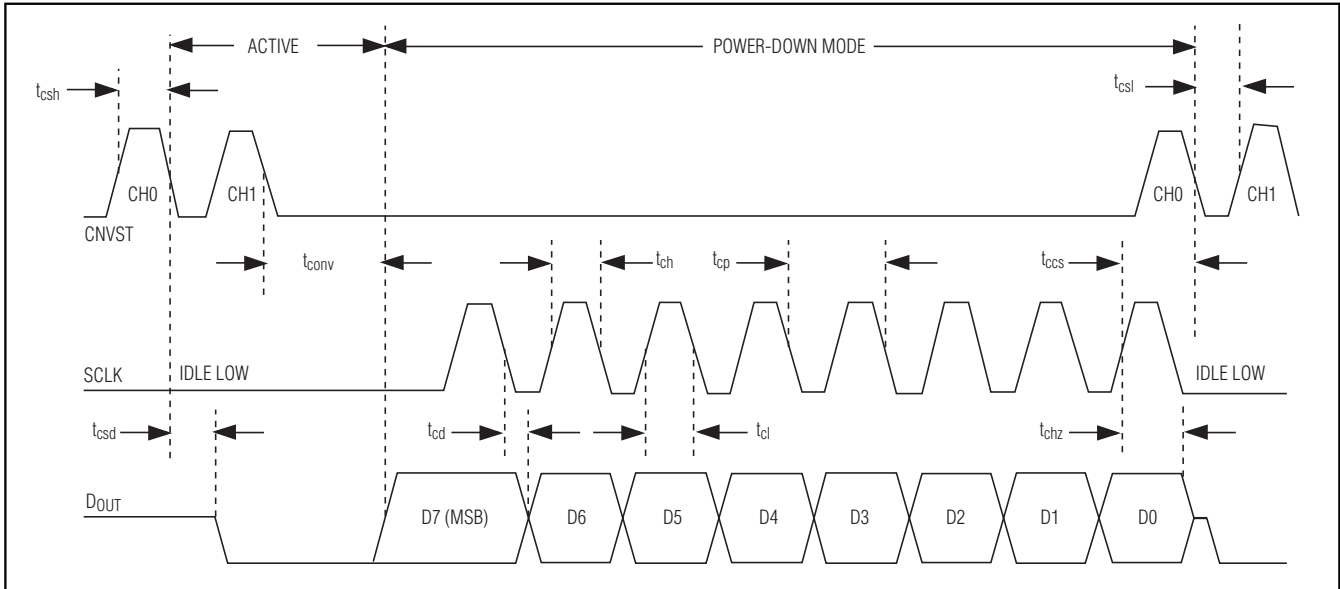 ACTIVE POWER-DOWN MODE
tcsh tcsl
CH0 CH1 CH0 CH1
CNVST
tconv tch tcp tccs
SCLK IDLE LOW IDLE LOW
tcsd tcd tcl tchz
DOUT
D7 (MSB) D6 D5 D4 D3 D2 D1 D0